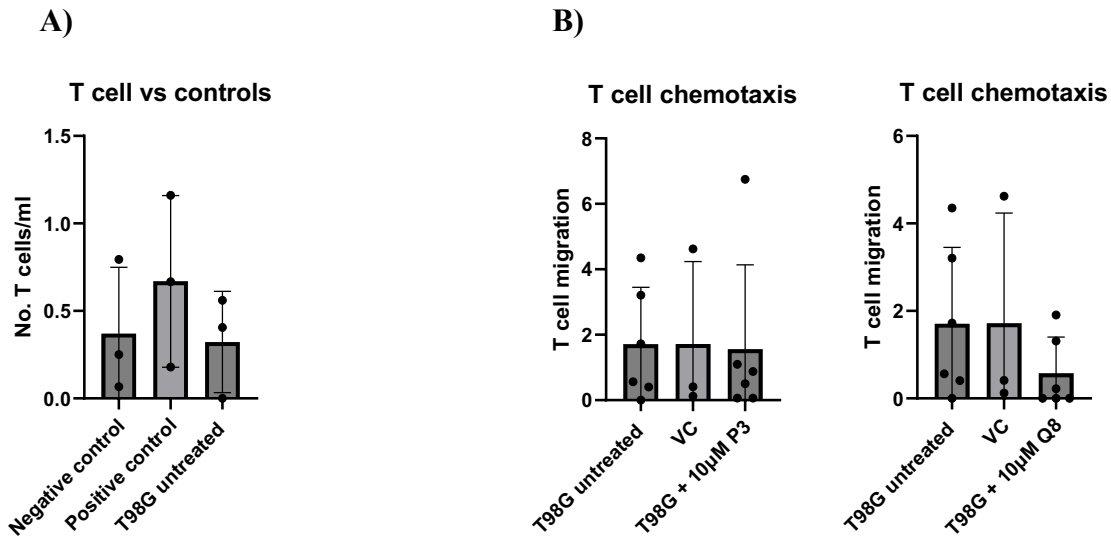 A)
B)
T cell vs controls
No. T cells/ml
1.5
1.0
0.5
0.0
Negative control
Positive control
T98G untreated
T cell chemotaxis
T cell migration
8
6
4
2
0
T98G untreated
VC
T98G + 10µM P3
T cell chemotaxis
T cell migration
6
4
2
0
T98G untreated
VC
T98G + 10µM Q8